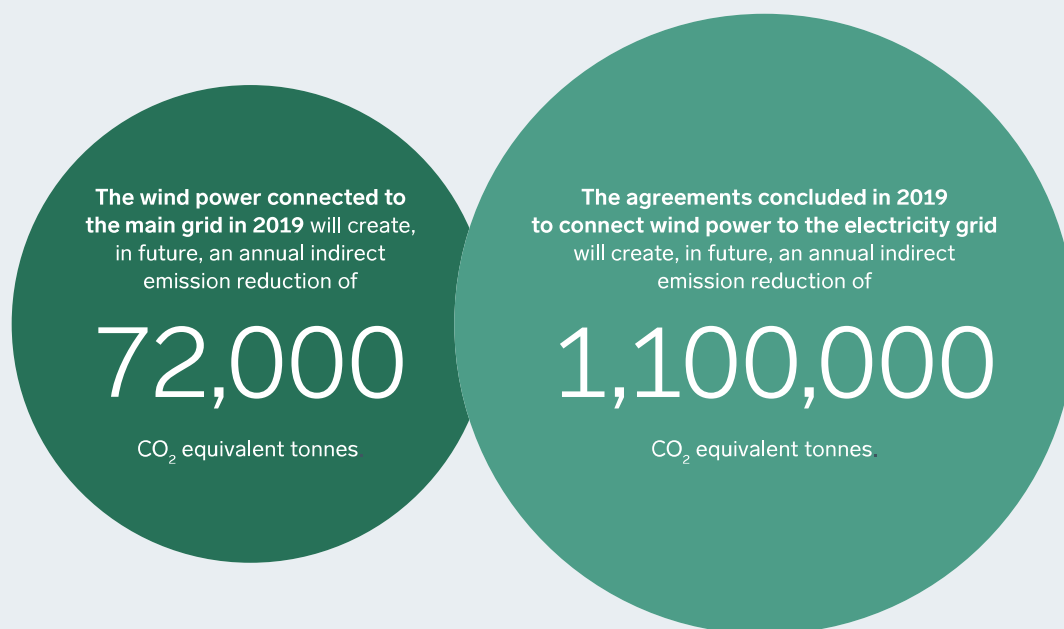 The wind power connected to
the main grid in 2019 will create,
in future, an annual indirect
emission reduction of
72,000
CO₂ equivalent tonnes
The agreements concluded in 2019
to connect wind power to the electricity grid
will create, in future, an annual indirect
emission reduction of
1,100,000
CO₂ equivalent tonnes.